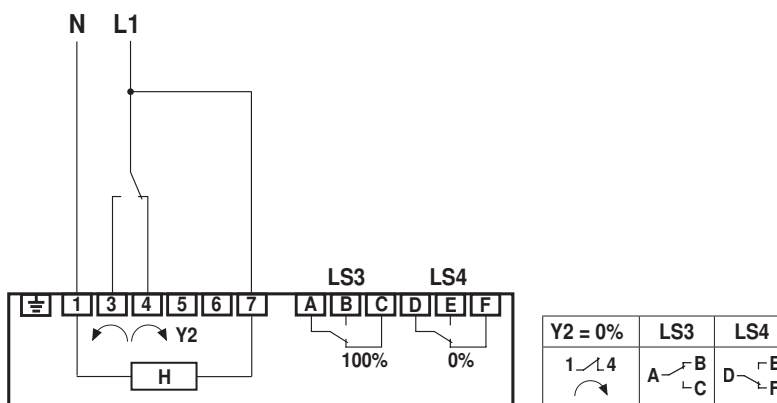 N L1
LS3 LS4
1 3 4 5 6 7 A B C D E F
Y2
100% 0%
H
Y2 = 0% LS3 LS4
1 4 A B C D E F